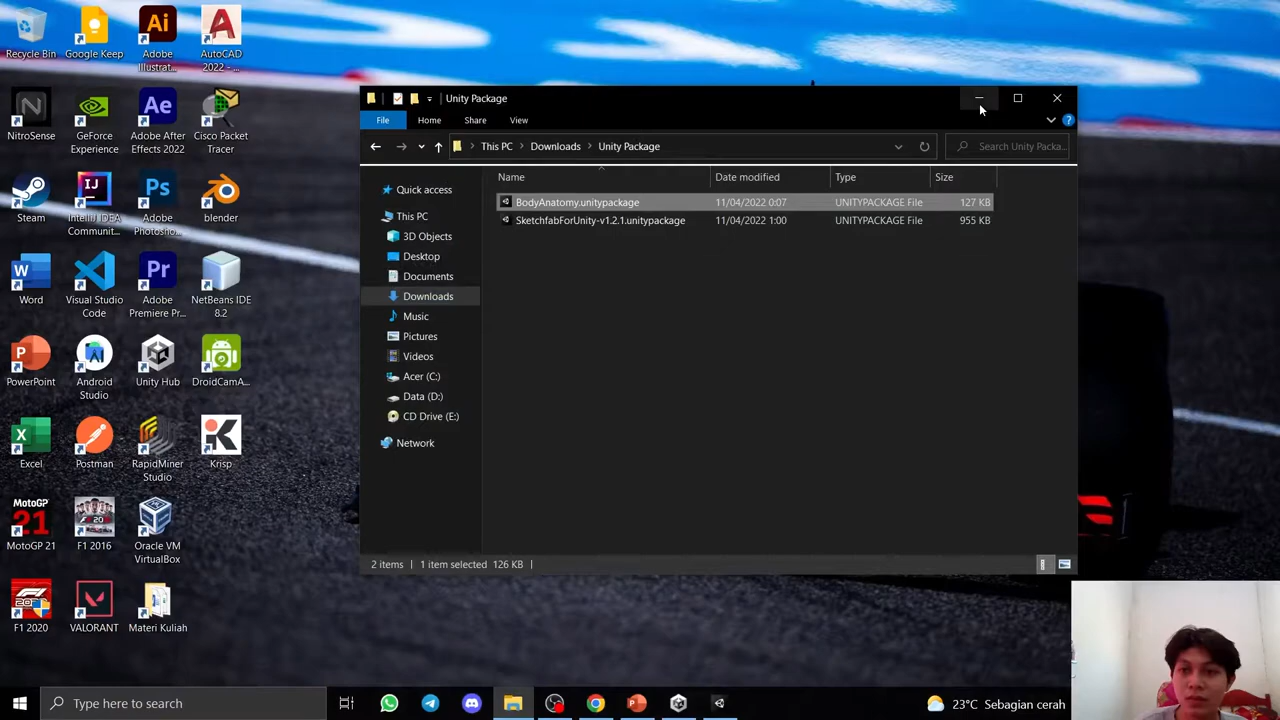 Recycle Bin
Google Keep
Adobe
Illustrat...
AutoCAD
2022 - ...
NitroSense
GeForce
Experience
Adobe After
Effects 2022
Cisco Packet
Tracer
Steam
IntelliJ IDEA
Communit...
Adobe
Photosho...
blender
Word
Visual Studio
Code
Adobe
Premiere Pr...
NetBeans IDE
8.2
PowerPoint
Android
Studio
Unity Hub
DroidCamA...
Excel
Postman
RapidMiner
Studio
Krisp
MotoGP 21
F1 2016
Oracle VM
VirtualBox
F1 2020
VALORANT
Materi Kuliah
Unity Package
File Home Share View
This PC Downloads Unity Package
Search Unity Packa...
Name Date modified Type Size
BodyAnatomy.unitypackage 11/04/2022 0:07 UNITYPACKAGE File 127 KB
SketchfabForUnity-v1.2.1.unitypackage 11/04/2022 1:00 UNITYPACKAGE File 955 KB
Quick access
This PC
3D Objects
Desktop
Documents
Downloads
Music
Pictures
Videos
Acer (C:)
Data (D:)
CD Drive (E:)
Network
2 items 1 item selected 126 KB
Type here to search
23°C Sebagian cerah